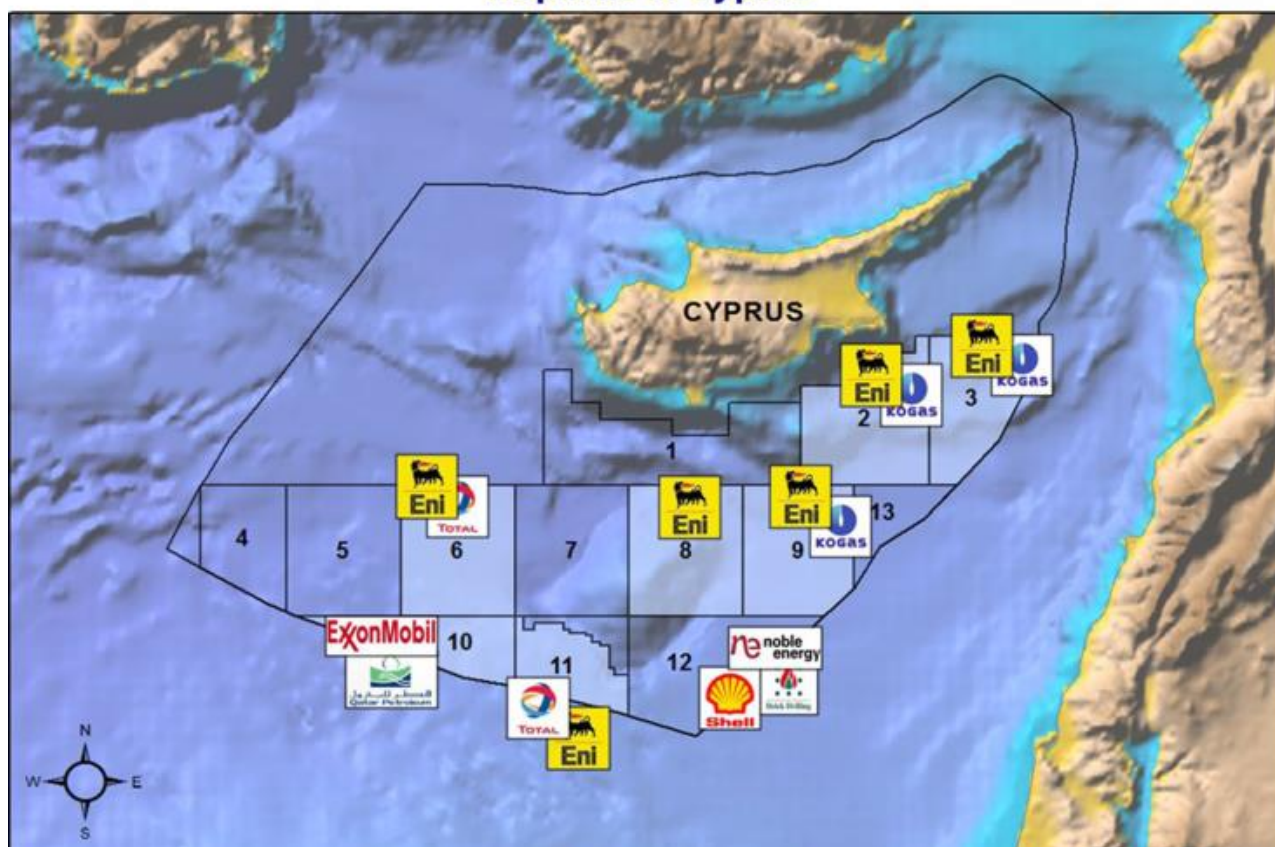 CYPRUS
Eni
KOGAS
3
Eni
KOGAS
2
1
Eni
TOTAL
6
Eni
8
Eni
KOGAS
9
13
4
5
7
ExxonMobil
Qatar Petroleum
10
11
12
ne noble
energy
Shell
TOTAL
Eni
N
W
E
S